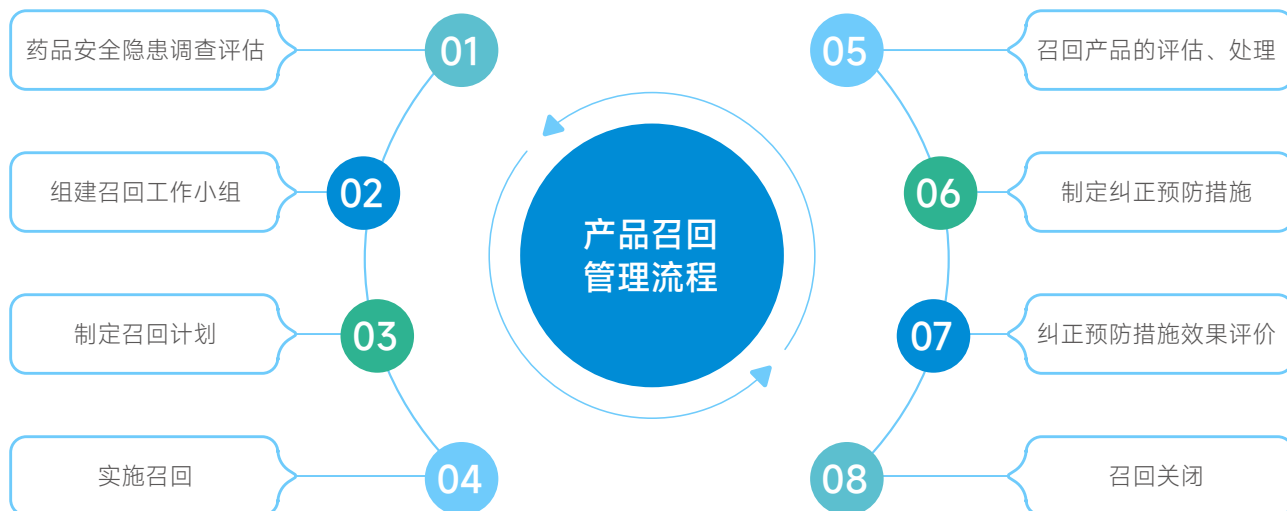 01
药品安全隐患调查评估
02
组建召回工作小组
03
制定召回计划
04
实施召回
产品召回
管理流程
05
召回产品的评估、处理
06
制定纠正预防措施
07
纠正预防措施效果评价
08
召回关闭